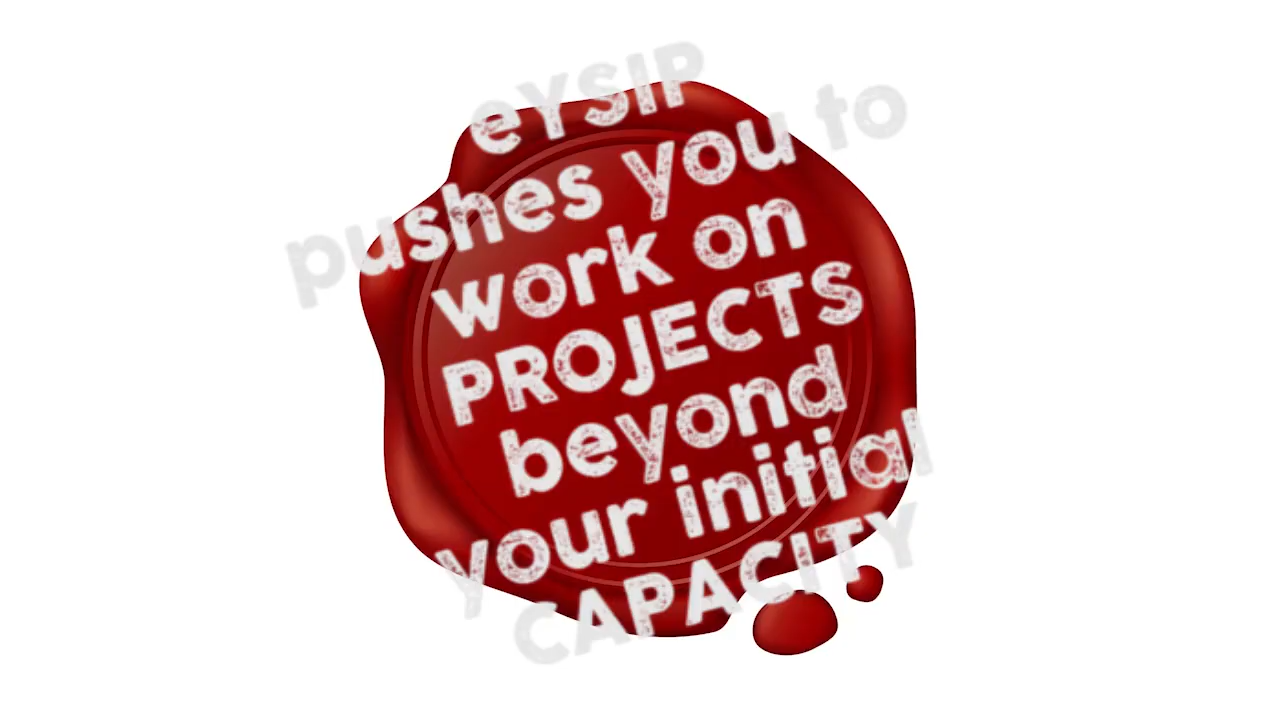 eYSIP
pushes you to
work on
PROJECTS
beyond
your initial
CAPACITY